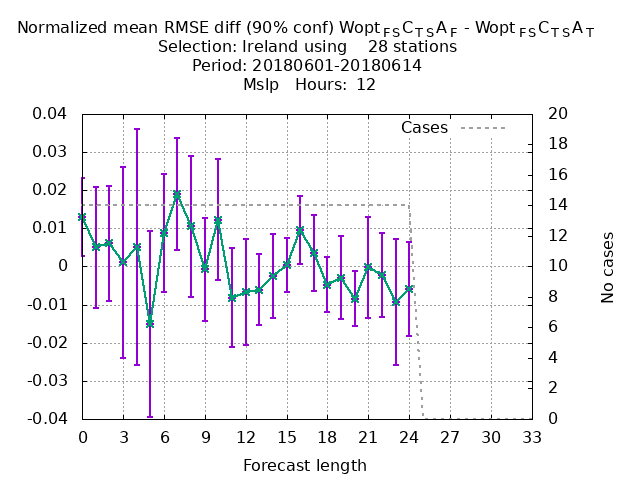 Normalized mean RMSE diff (90% conf) Wopt FS C TS A F - Wopt FS C TS A T
Selection: Ireland using    28 stations
Period: 20180601-20180614
Mslp   Hours: 12
Cases
0.04
0.03
0.02
0.01
0
-0.01
-0.02
-0.03
-0.04
20
18
16
14
12
10
8
6
4
2
0
No cases
0 3 6 9 12 15 18 21 24 27 30 33
Forecast length